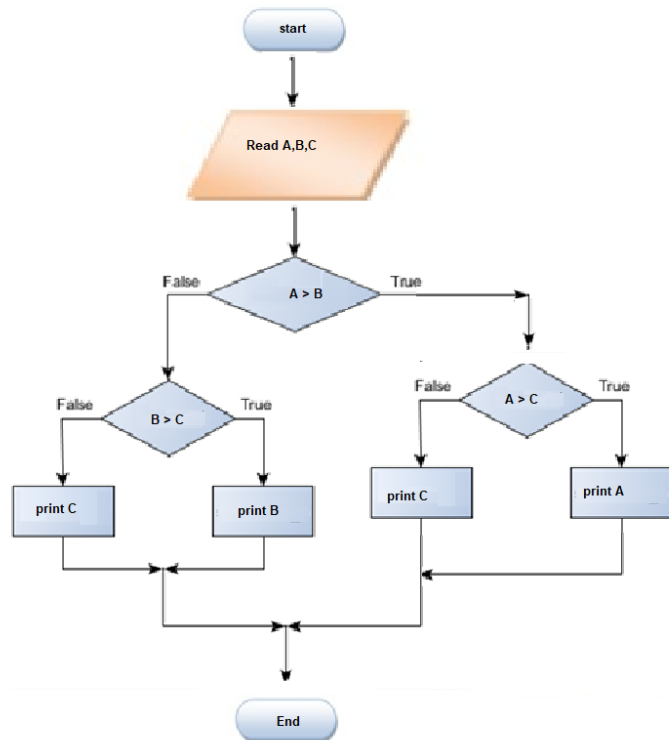 start
Read A,B,C
False
A > B
True
False
B > C
True
False
A > C
True
print C
print B
print C
print A
End